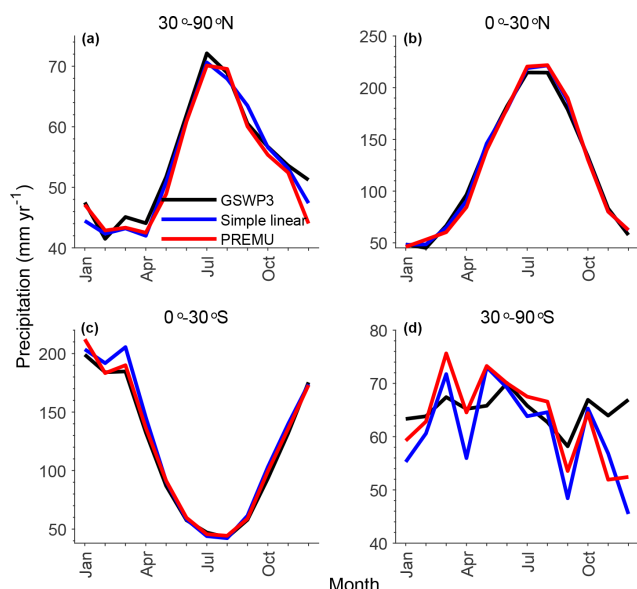 30°-90°N
0°-30°N
(a)
(b)
70
60
50
40
250
200
150
100
50
GSWP3
Simple linear
PREMU
Jan
Apr
Jul
Oct
Jan
Apr
Jul
Oct
Precipitation (mm yr⁻¹)
0°-30°S
30°-90°S
(c)
(d)
200
150
100
50
80
70
60
50
40
Jan
Apr
Jul
Oct
Jan
Apr
Jul
Oct
Month